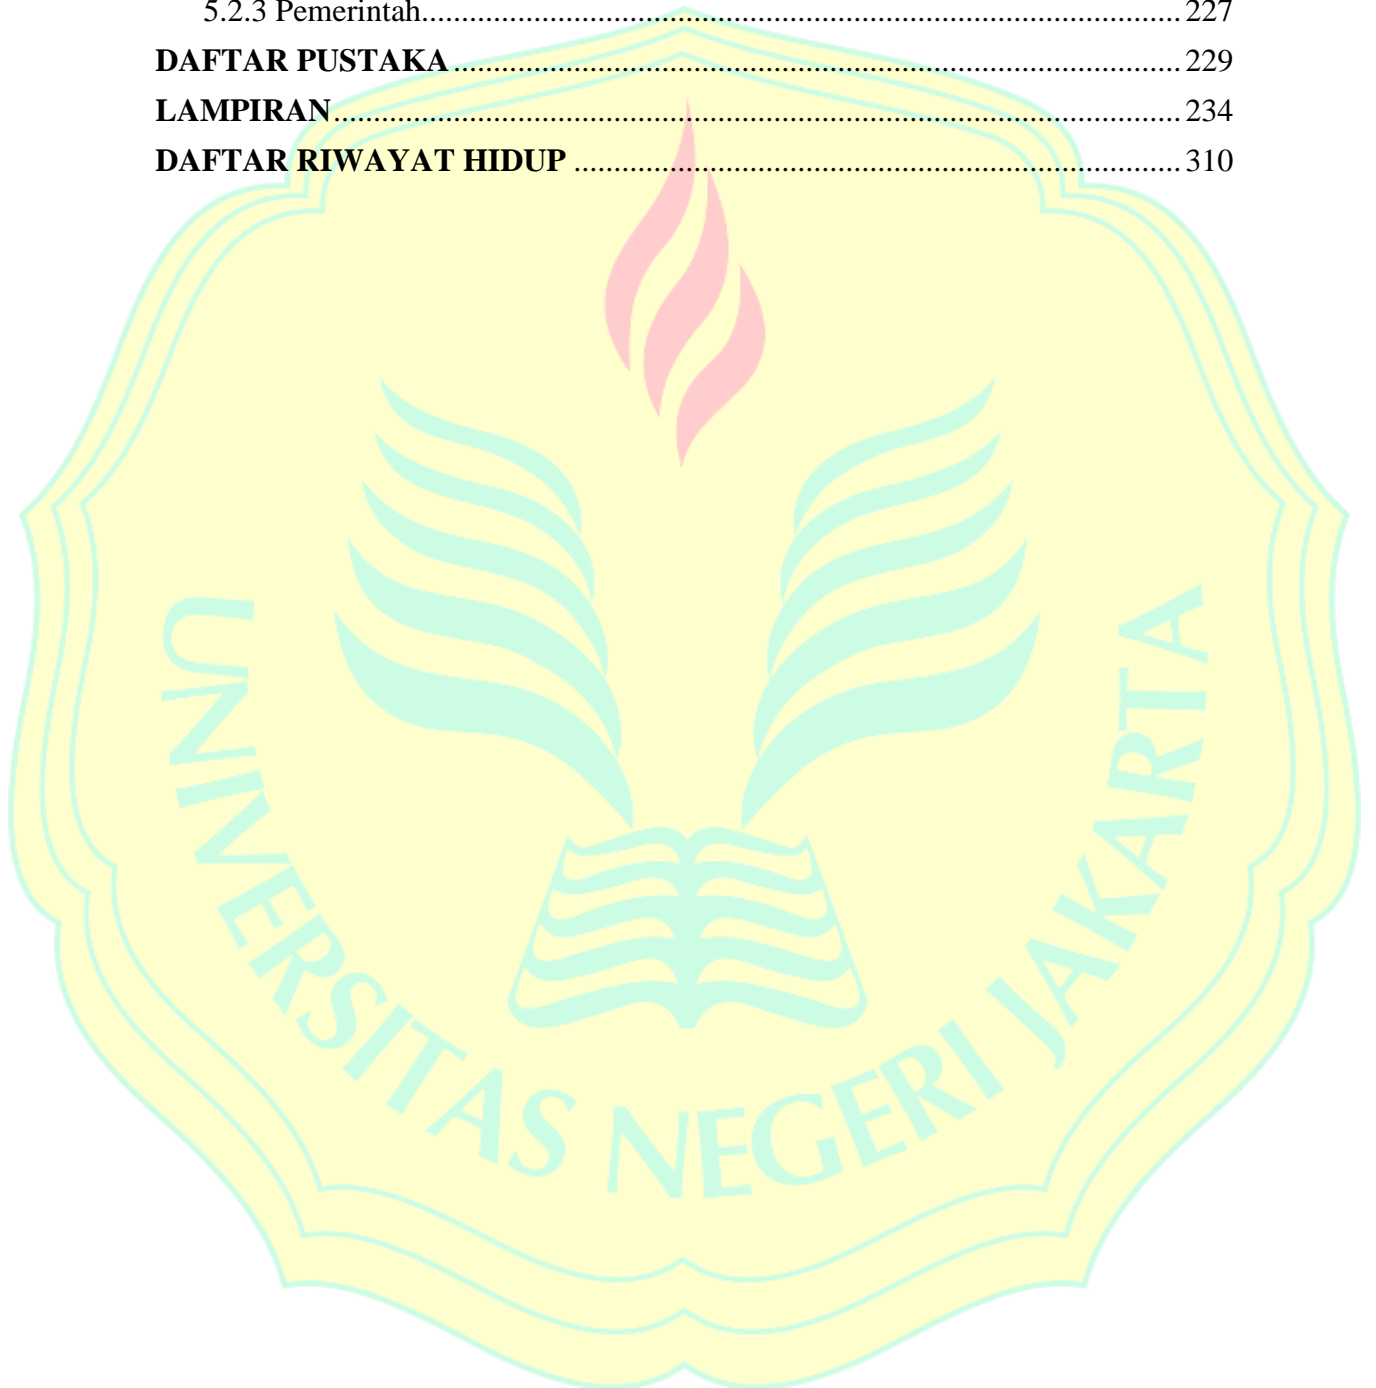 5.2.3 Pemerintah........................................................................................................ 227
DAFTAR PUSTAKA ................................................................................................ 229
LAMPIRAN................................................................................................................ 234
DAFTAR RIWAYAT HIDUP .................................................................................. 310
UNIVERSITAS NEGERI JAKARTA